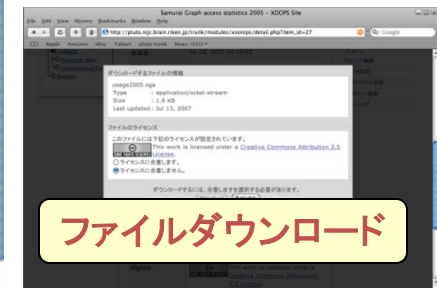 Samurai Graph access statistics 2005 – XOOPS Site
File Edit View History Bookmarks Window Help
http://pluto.nijc.brain.riken.jp/trunk/modules/xoonips/detail.php?item_id=27
Google
Apple Amazon eBay Yahoo! pluto trunk News
ダウンロードするファイルの情報
usage2005.sga
Type : application/octet-stream
Size : 1.6 KB
Last updated : Jul 13, 2007
ファイルのライセンス
このファイルには下記のライセンスが設定されています。
This work is licensed under a Creative Commons Attribution 2.5
License.
ライセンスに合意します。
ライセンスに合意しません。
ダウンロードするには、合意しますを選択する必要があります。
ファイルダウンロード